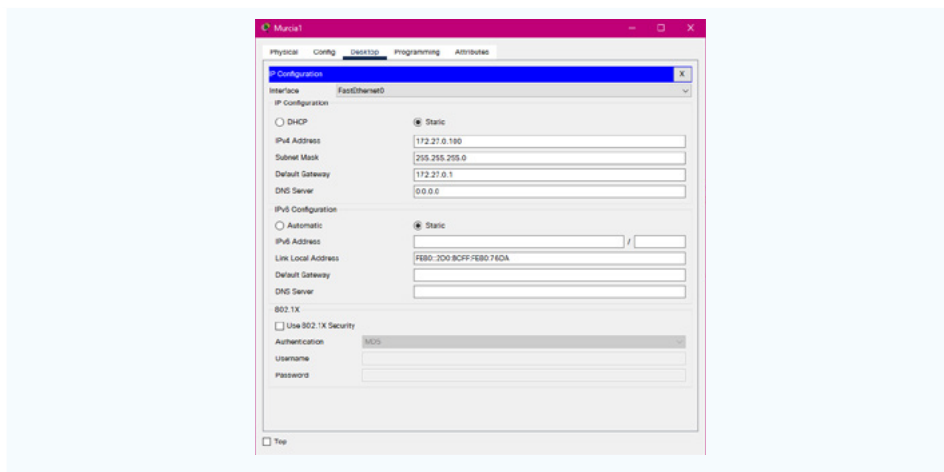 Murcia1
Physical Config Desktop Programming Attributes
IP Configuration X
Interface FastEthernet0
IP Configuration
DHCP Static
IPv4 Address 172.27.0.100
Subnet Mask 255.255.255.0
Default Gateway 172.27.0.1
DNS Server 0.0.0.0
IPv6 Configuration
Automatic Static
IPv6 Address /
Link Local Address FE80::2D0:BCFF:FEB0:76DA
Default Gateway
DNS Server
802.1X
Use 802.1X Security
Authentication MD5
Username
Password
Top